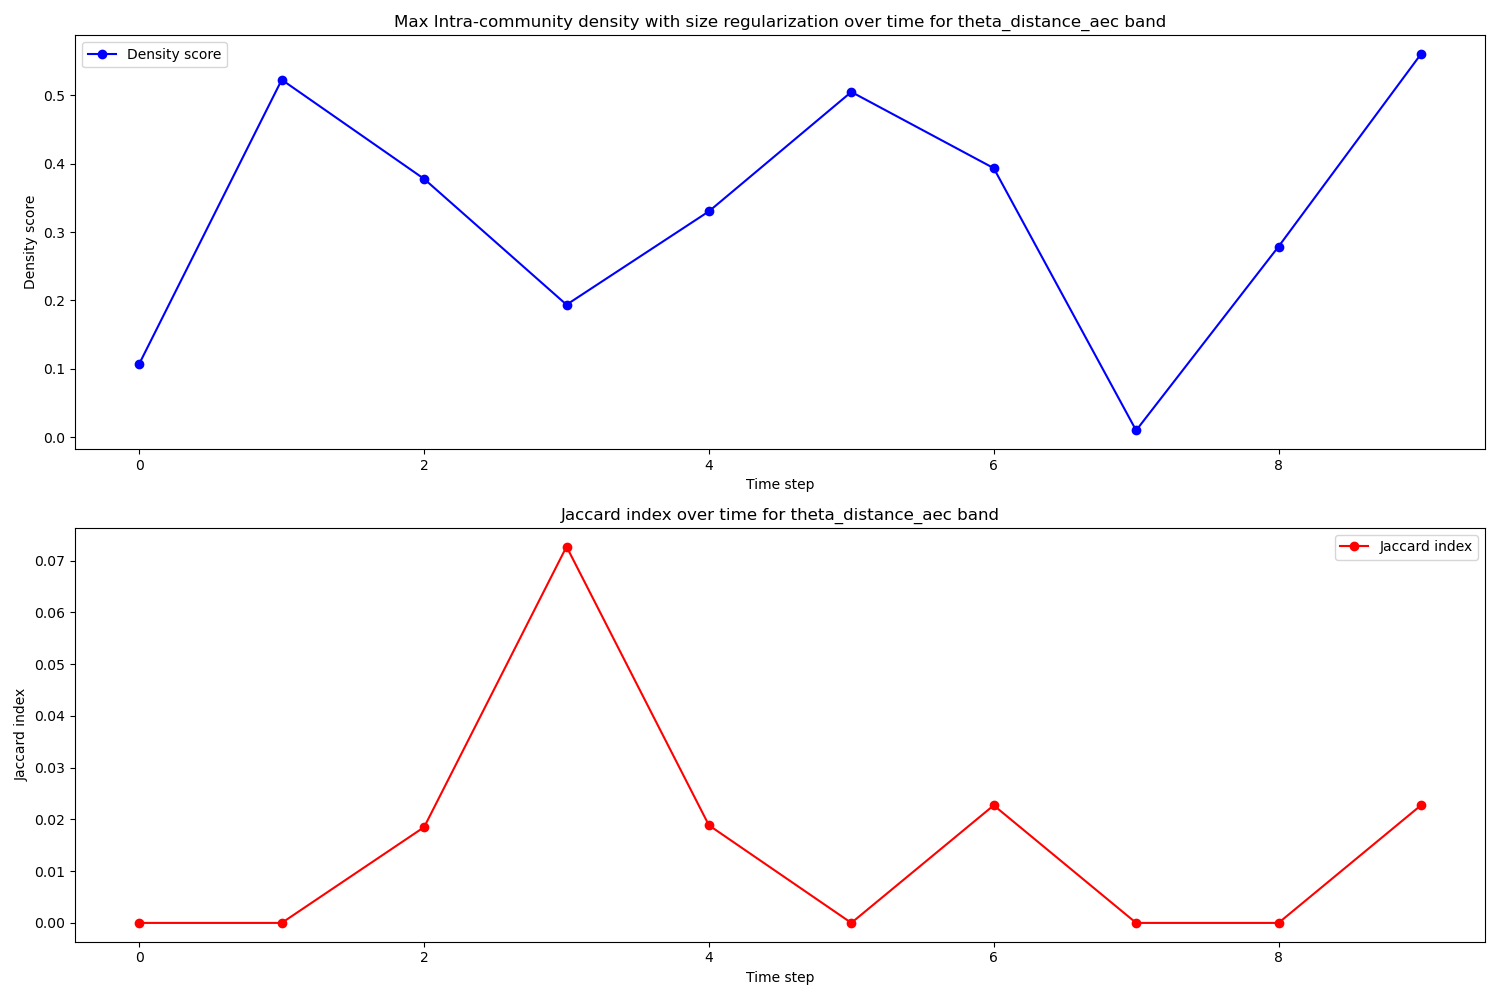 Max Intra-community density with size regularization over time for theta_distance_aec band
Density score
0.5
0.4
0.3
0.2
0.1
0.0
Density score
0 2 4 6 8
Time step
Jaccard index over time for theta_distance_aec band
Jaccard index
0.07
0.06
0.05
0.04
0.03
0.02
0.01
0.00
Jaccard index
0 2 4 6 8
Time step